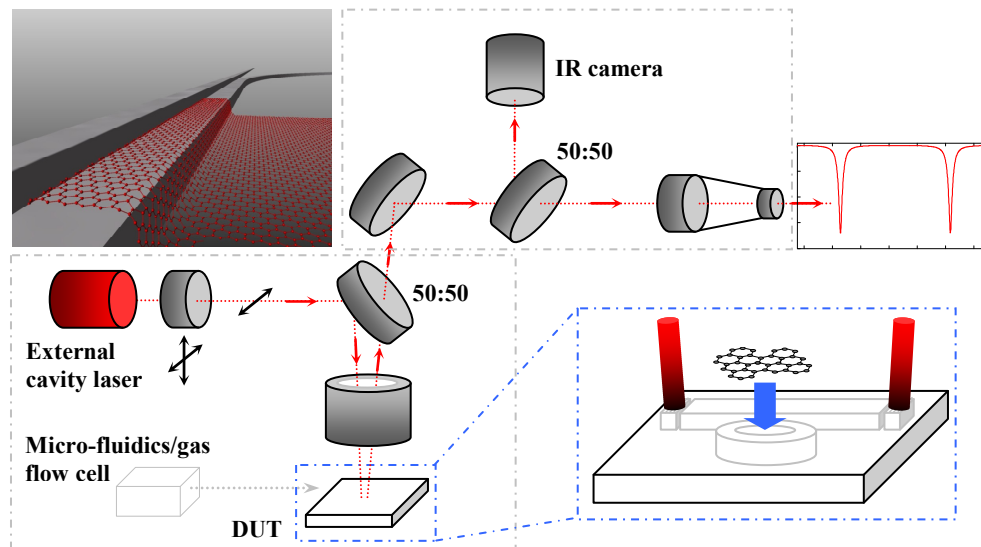 IR camera
50:50
50:50
External
cavity laser
Micro-fluidics/gas
flow cell
DUT